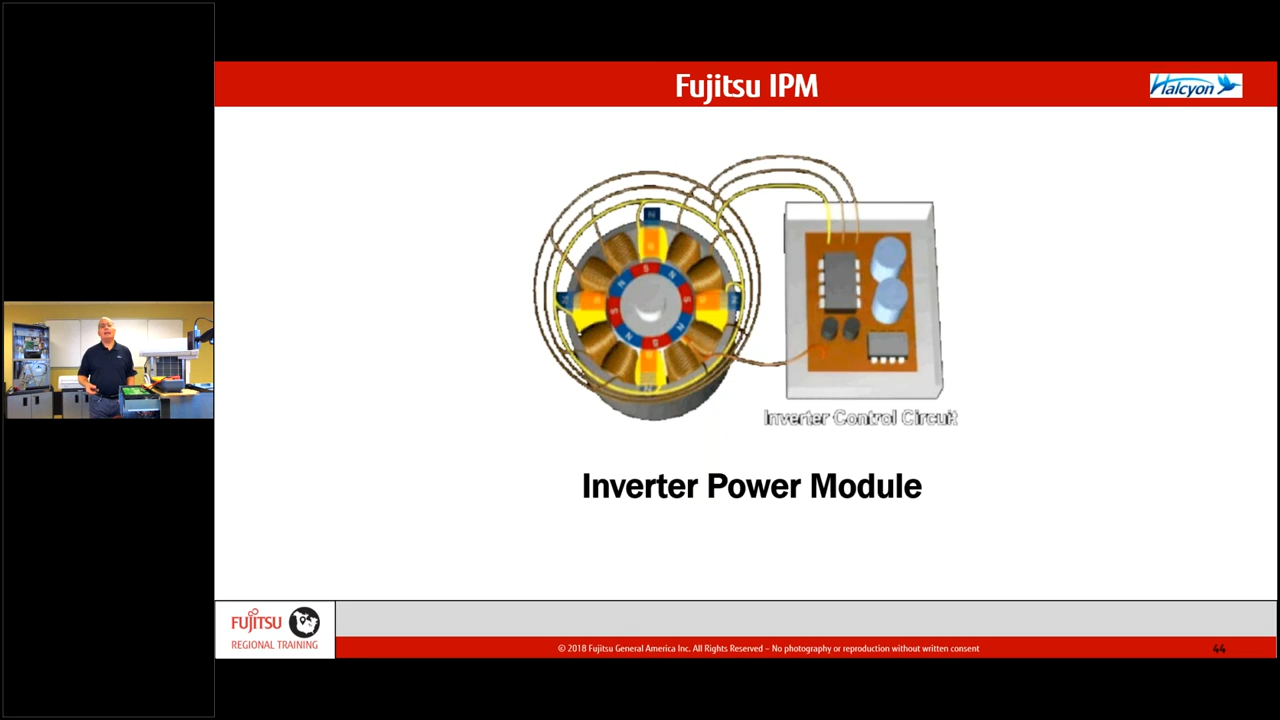 Fujitsu IPM
Halcyon
N
S
N
S
N
S
N
S
N
Inverter Control Circuit
Inverter Power Module
FUJITSU
REGIONAL TRAINING
© 2018 Fujitsu General America Inc. All Rights Reserved – No photography or reproduction without written consent
44